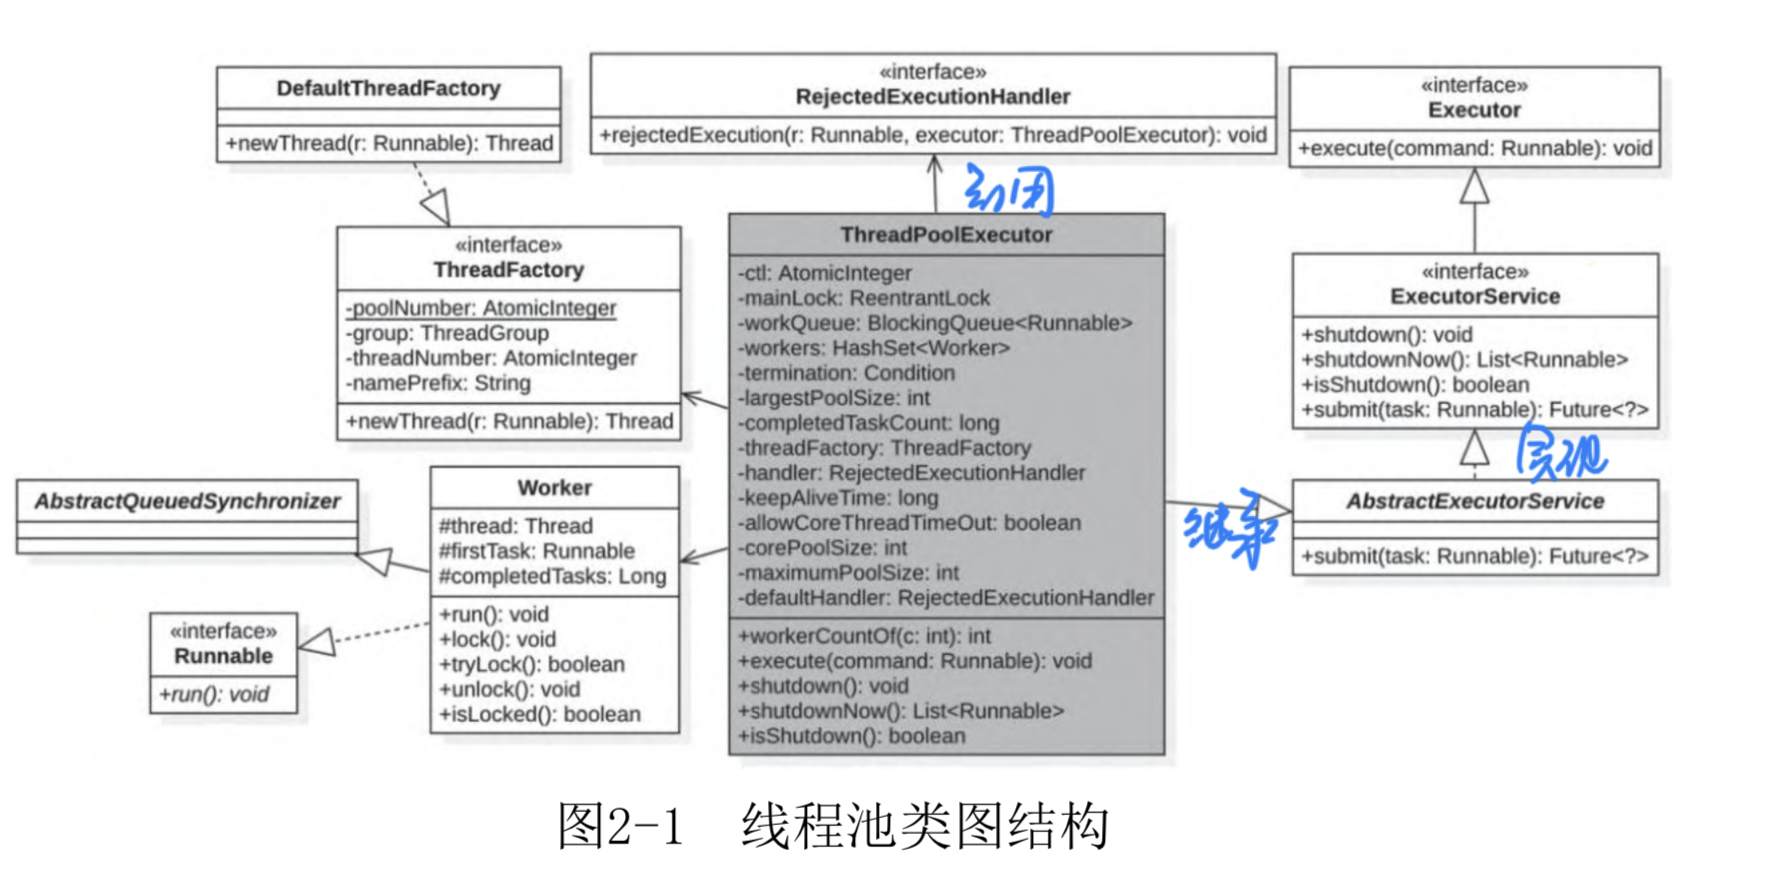 DefaultThreadFactory
+newThread(r: Runnable): Thread
«interface»
RejectedExecutionHandler
+rejectedExecution(r: Runnable, executor: ThreadPoolExecutor): void
«interface»
Executor
+execute(command: Runnable): void
«interface»
ThreadFactory
-poolNumber: AtomicInteger
-group: ThreadGroup
-threadNumber: AtomicInteger
-namePrefix: String
+newThread(r: Runnable): Thread
ThreadPoolExecutor
-ctl: AtomicInteger
-mainLock: ReentrantLock
-workQueue: BlockingQueue<Runnable>
-workers: HashSet<Worker>
-termination: Condition
-largestPoolSize: int
-completedTaskCount: long
-threadFactory: ThreadFactory
-handler: RejectedExecutionHandler
-keepAliveTime: long
-allowCoreThreadTimeOut: boolean
-corePoolSize: int
-maximumPoolSize: int
-defaultHandler: RejectedExecutionHandler
+workerCountOf(c: int): int
+execute(command: Runnable): void
+shutdown(): void
+shutdownNow(): List<Runnable>
+isShutdown(): boolean
«interface»
ExecutorService
+shutdown(): void
+shutdownNow(): List<Runnable>
+isShutdown(): boolean
+submit(task: Runnable): Future<?>
实现
继承
AbstractExecutorService
+submit(task: Runnable): Future<?>
AbstractQueuedSynchronizer
Worker
#thread: Thread
#firstTask: Runnable
#completedTasks: Long
+run(): void
+lock(): void
+tryLock(): boolean
+unlock(): void
+isLocked(): boolean
«interface»
Runnable
+run(): void
图2-1 线程池类图结构